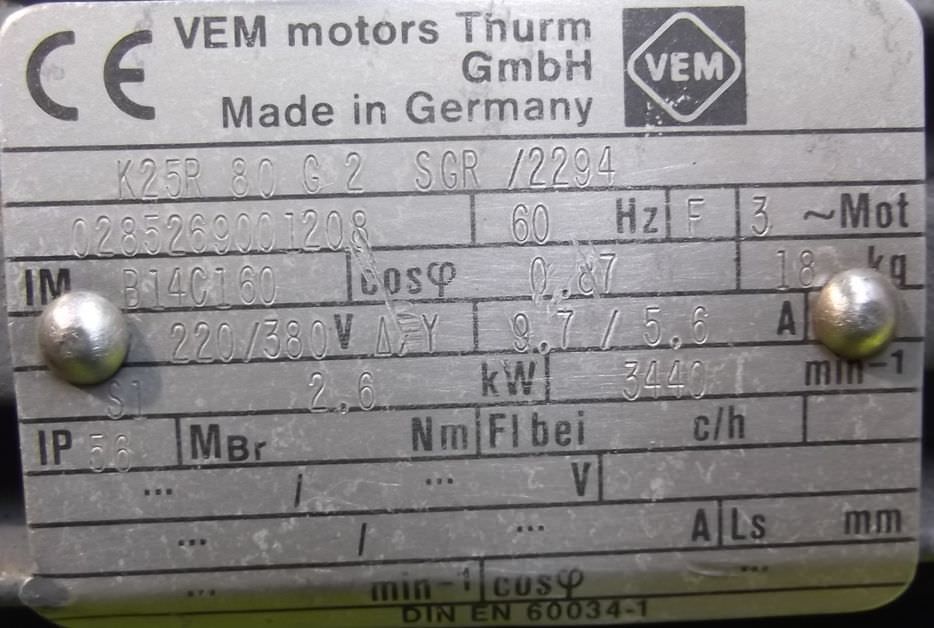 CE VEM motors Thurm
GmbH
Made in Germany
VEM
K25R 80 G 2 SGR /2294
0285269001208 60 Hz F 3 ~Mot
IM B14C160 cosφ 0,87 18 kg
220/380 V Δ/Y 9,7 / 5,6 A
S1 2,6 kW 3440 min-1
IP 56 MBr Nm Fl bei c/h
... / ... V
... / ... A Ls mm
... min-1 cosφ ...
DIN EN 60034-1